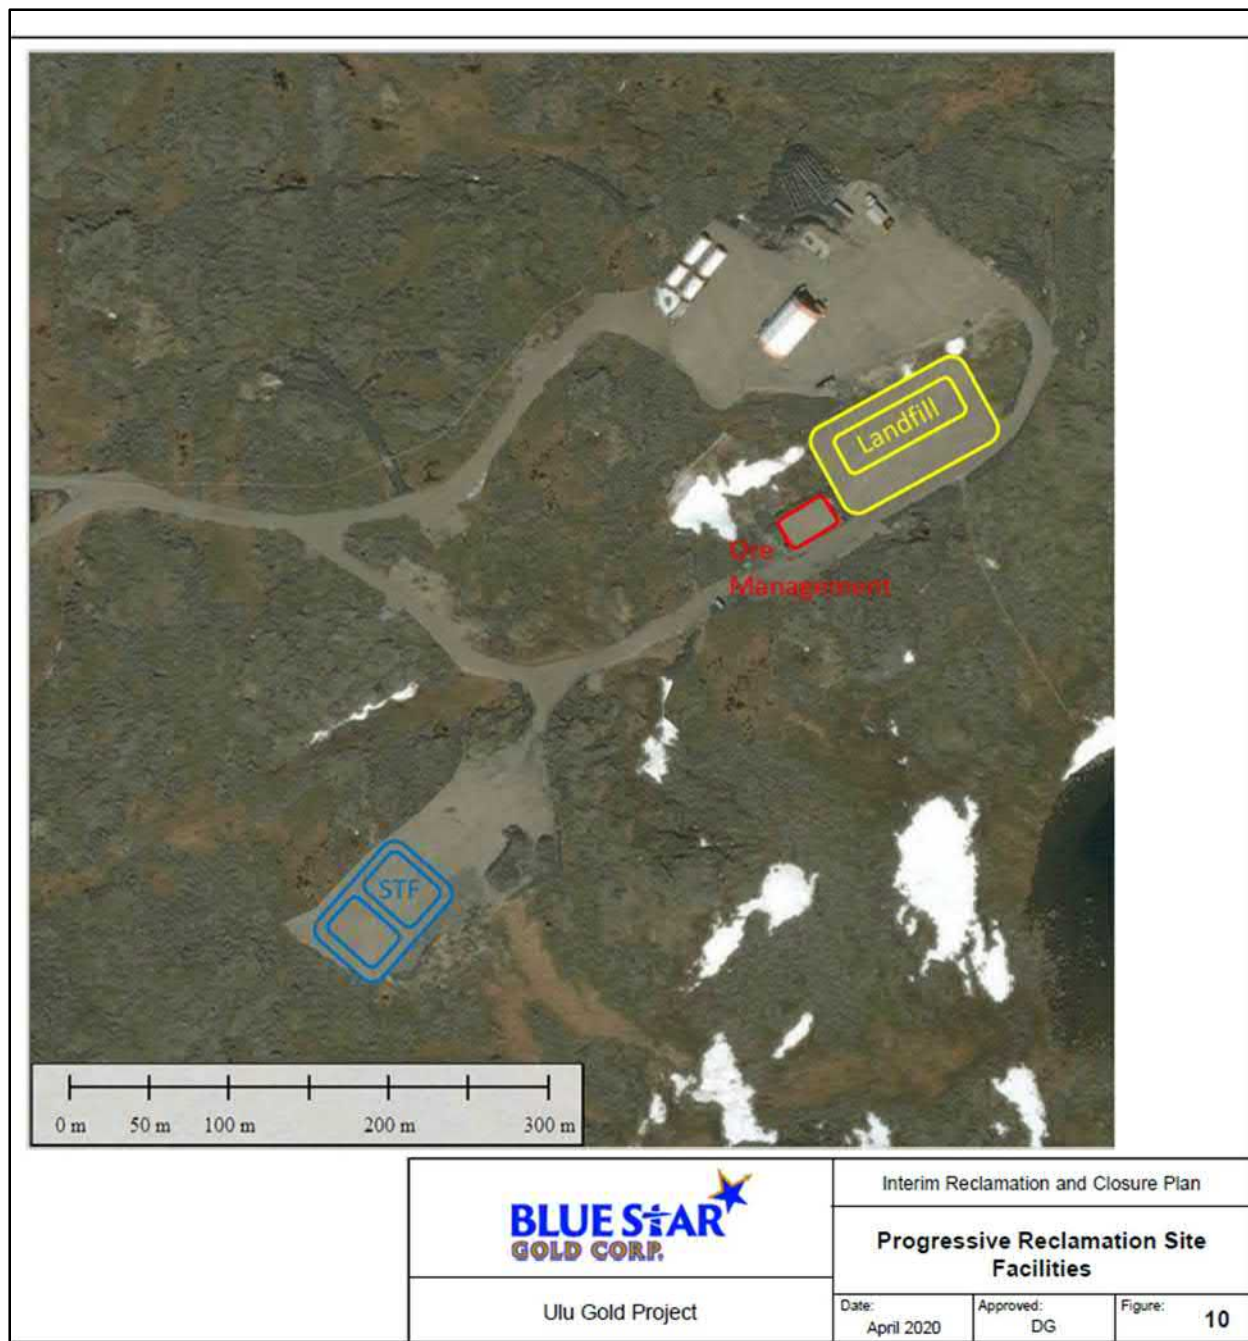 Landfill
Ore
Management
STF
0 m 50 m 100 m 200 m 300 m
BLUE STAR
GOLD CORP.
Ulu Gold Project
Interim Reclamation and Closure Plan
Progressive Reclamation Site
Facilities
Date:
April 2020
Approved:
DG
Figure:
10